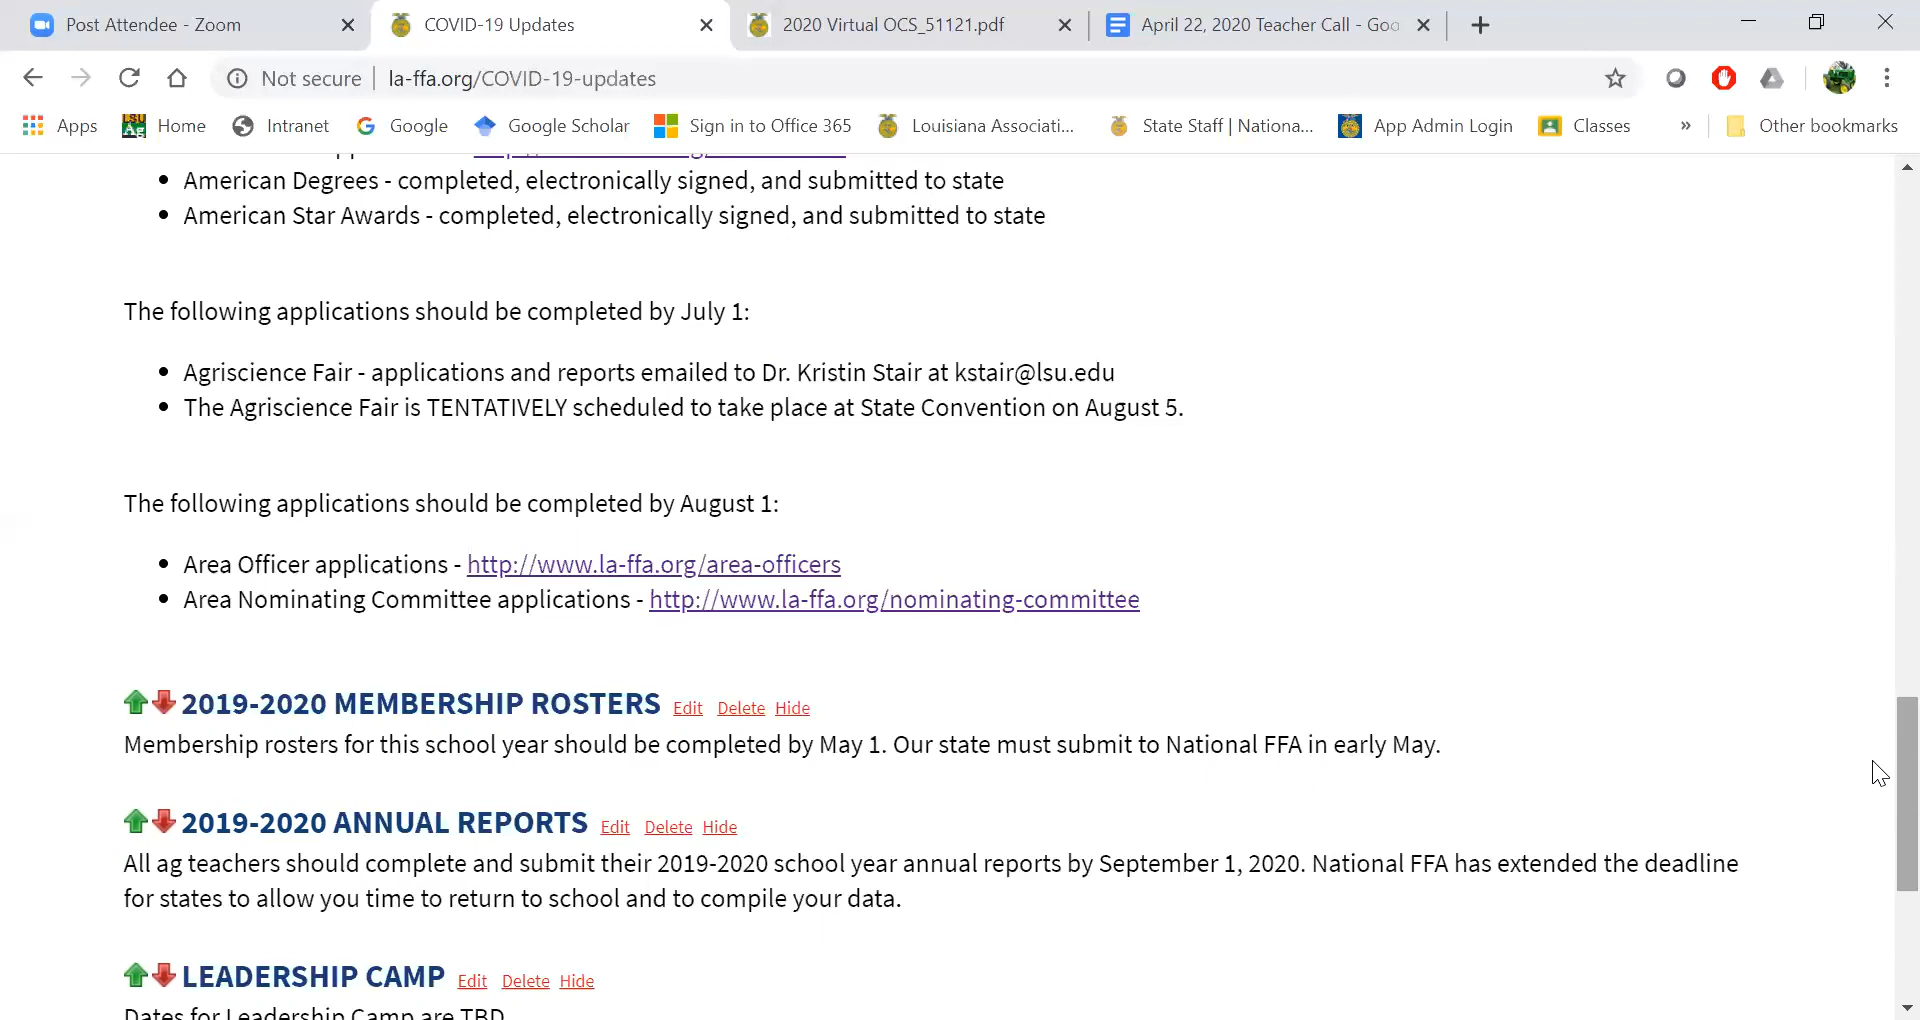 Post Attendee - Zoom
COVID-19 Updates
2020 Virtual OCS_51121.pdf
April 22, 2020 Teacher Call - Goo
Not secure
la-ffa.org/COVID-19-updates
Apps
Home
Intranet
Google
Google Scholar
Sign in to Office 365
Louisiana Associati...
State Staff | Nationa...
App Admin Login
Classes
»
Other bookmarks
• American Degrees - completed, electronically signed, and submitted to state
• American Star Awards - completed, electronically signed, and submitted to state
The following applications should be completed by July 1:
• Agriscience Fair - applications and reports emailed to Dr. Kristin Stair at kstair@lsu.edu
• The Agriscience Fair is TENTATIVELY scheduled to take place at State Convention on August 5.
The following applications should be completed by August 1:
• Area Officer applications - http://www.la-ffa.org/area-officers
• Area Nominating Committee applications - http://www.la-ffa.org/nominating-committee
2019-2020 MEMBERSHIP ROSTERS Edit Delete Hide
Membership rosters for this school year should be completed by May 1. Our state must submit to National FFA in early May.
2019-2020 ANNUAL REPORTS Edit Delete Hide
All ag teachers should complete and submit their 2019-2020 school year annual reports by September 1, 2020. National FFA has extended the deadline
for states to allow you time to return to school and to compile your data.
LEADERSHIP CAMP Edit Delete Hide
Dates for Leadership Camp are TBD